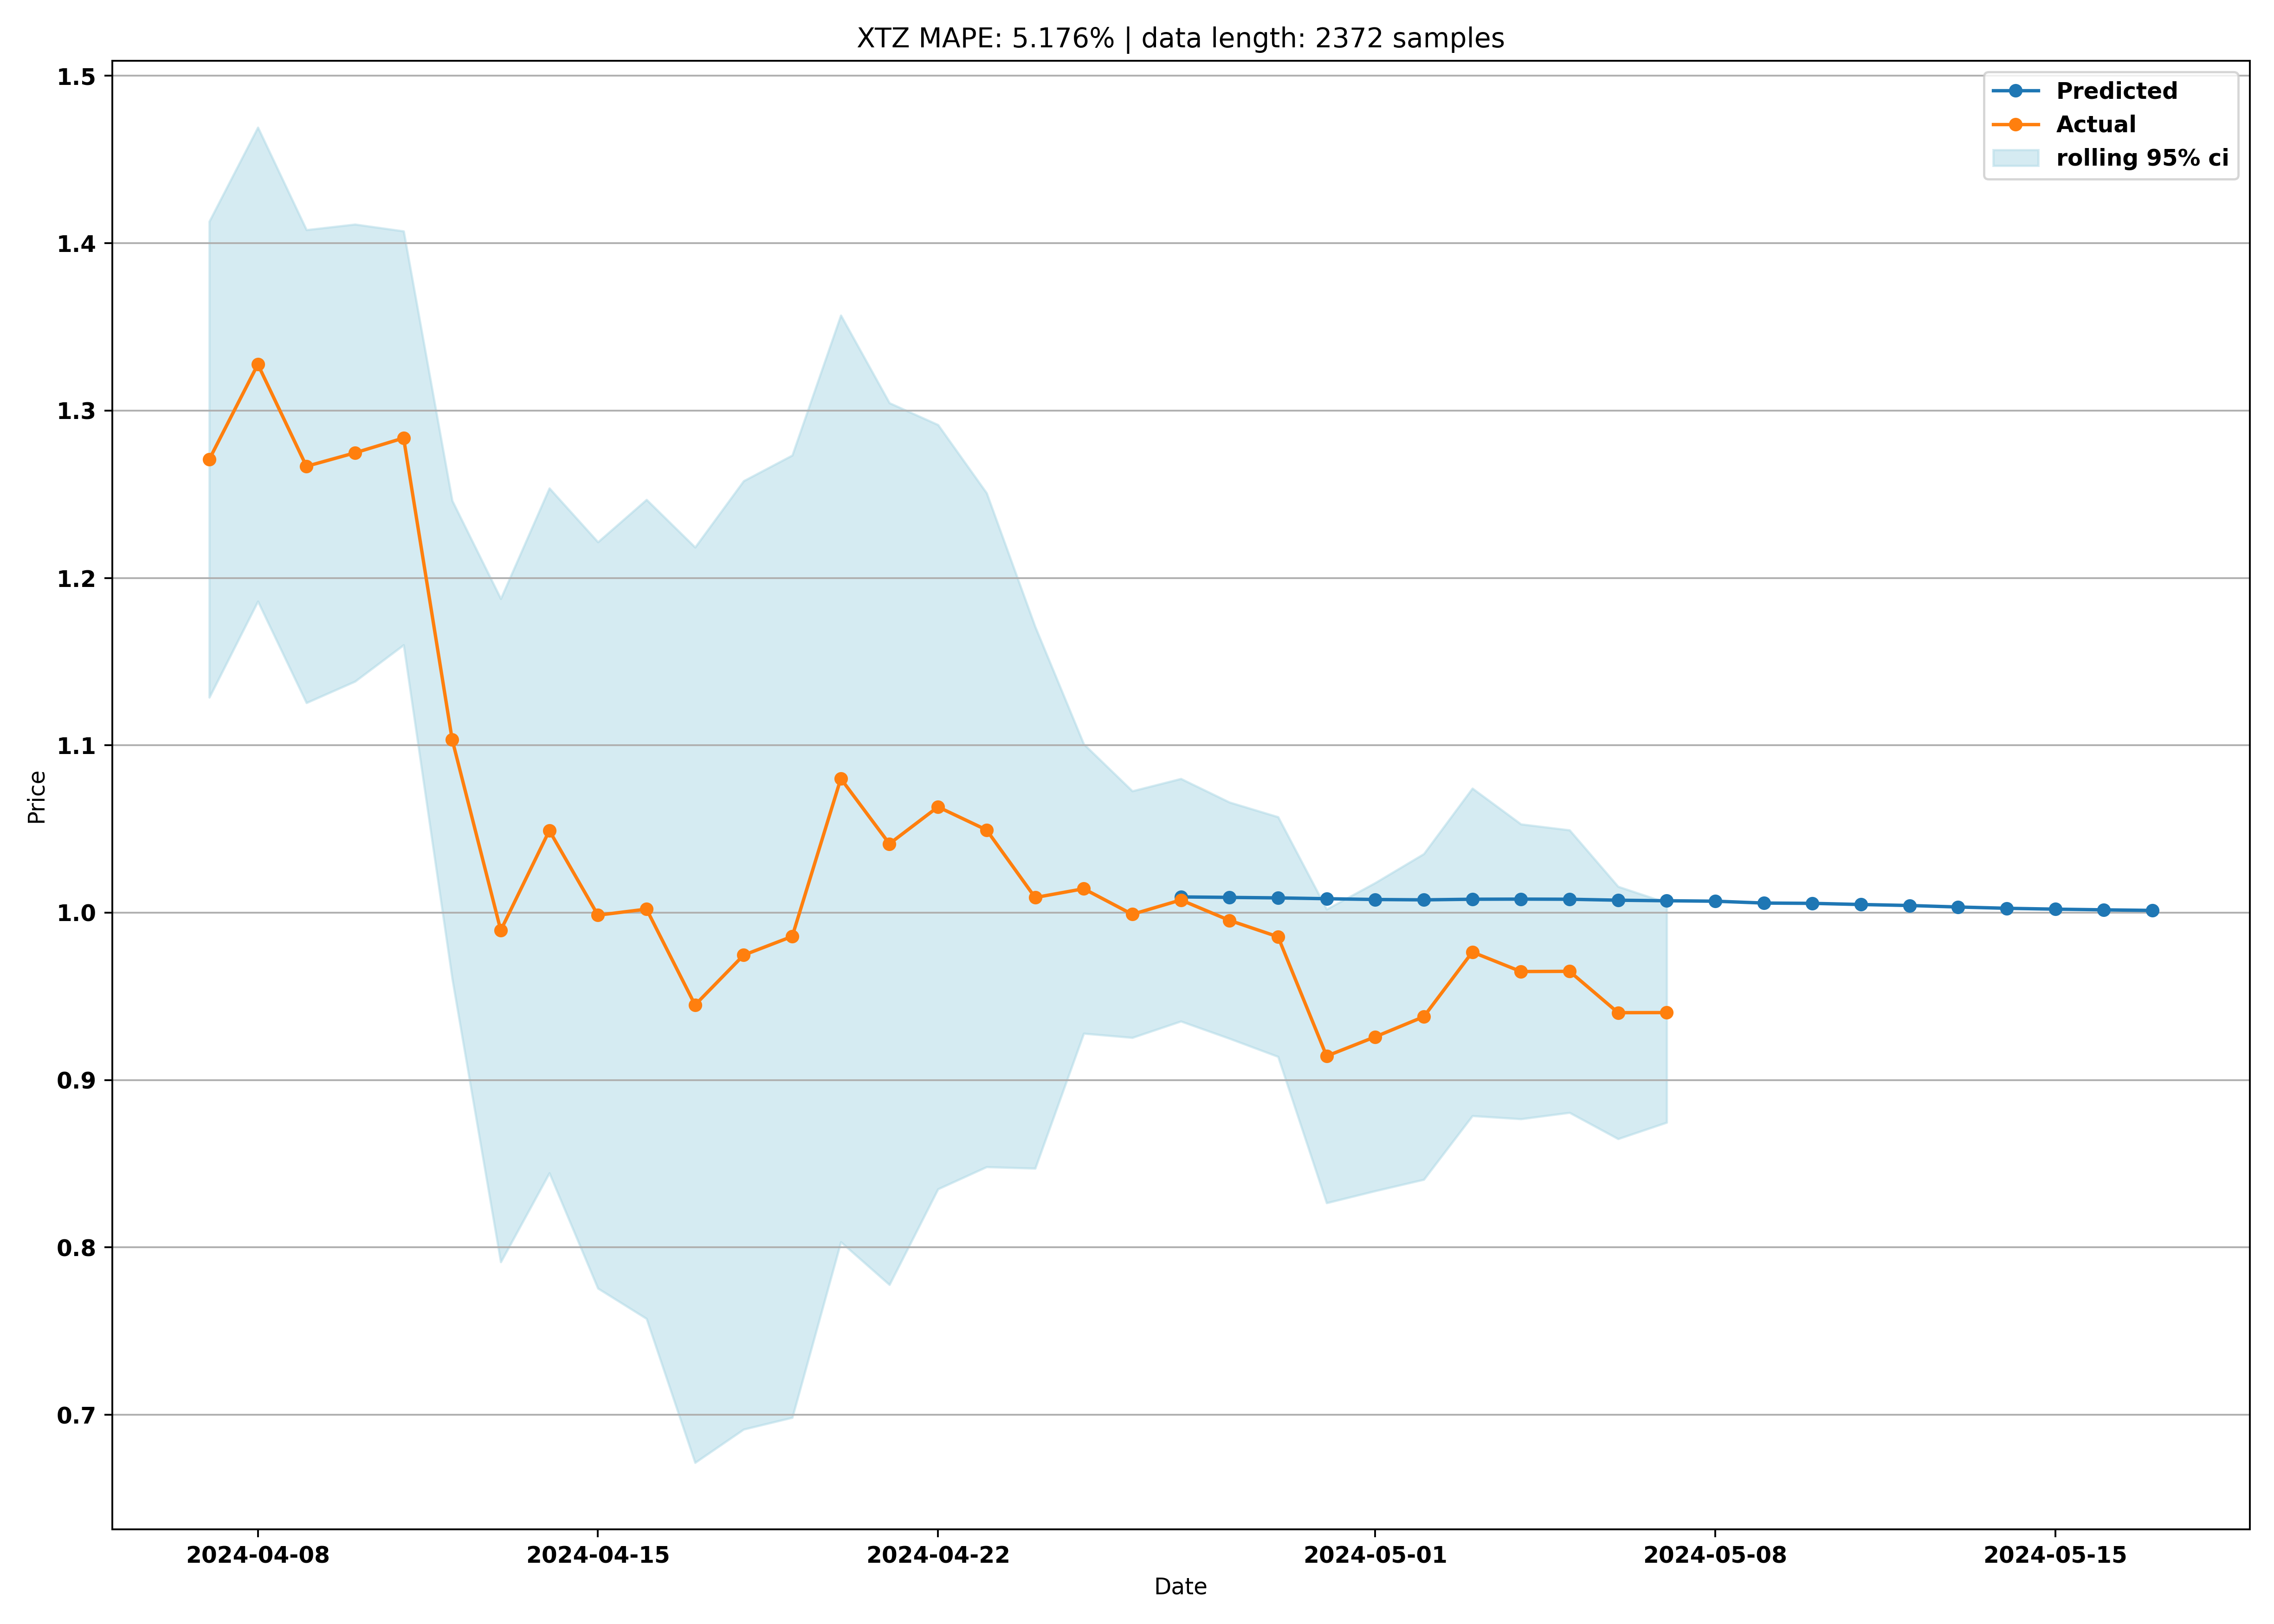 XTZ MAPE: 5.176% | data length: 2372 samples
Predicted
Actual
rolling 95% ci
1.5
1.4
1.3
1.2
1.1
1.0
0.9
0.8
0.7
Price
2024-04-08
2024-04-15
2024-04-22
2024-05-01
2024-05-08
2024-05-15
Date